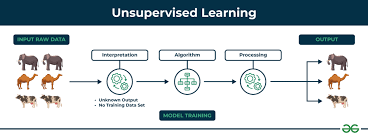 Unsupervised Learning
INPUT RAW DATA
OUTPUT
Interpretation
Algorithm
Processing
• Unknown Output
• No Training Data Set
MODEL TRAINING